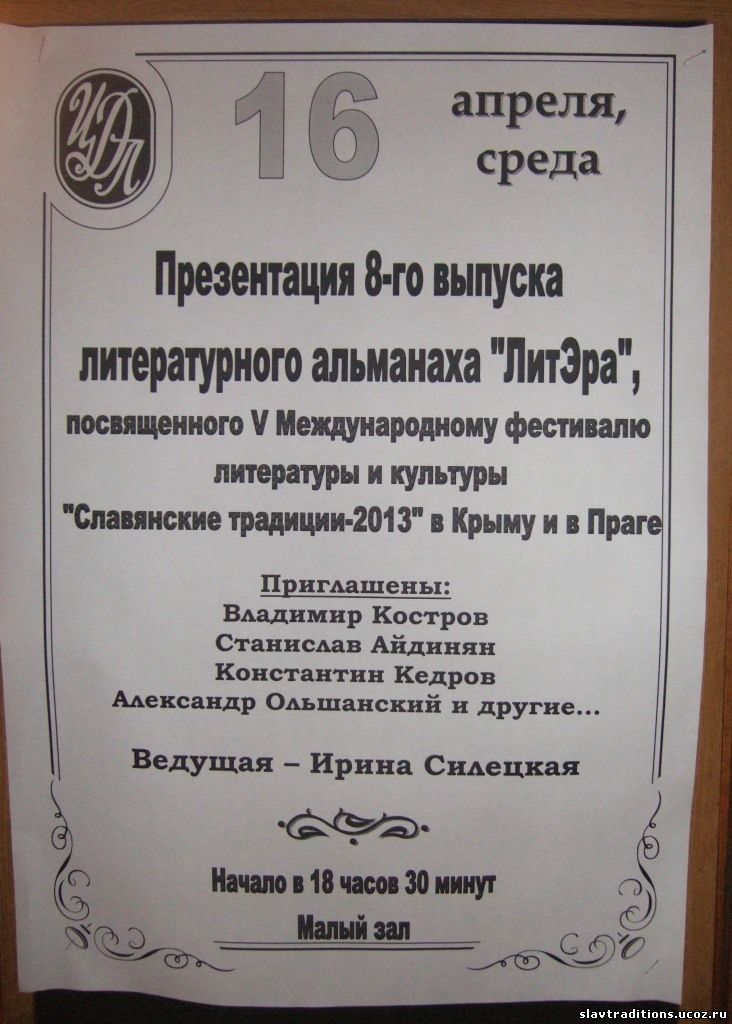 ЦДЛ
16 апреля,
среда
Презентация 8-го выпуска
литературного альманаха "ЛитЭра",
посвященного V Международному фестивалю
литературы и культуры
"Славянские традиции-2013" в Крыму и в Праге
Приглашены:
Владимир Костров
Станислав Айдинян
Константин Кедров
Александр Ольшанский и другие...
Ведущая – Ирина Силецкая
Начало в 18 часов 30 минут
Малый зал
slavtraditions.ucoz.ru